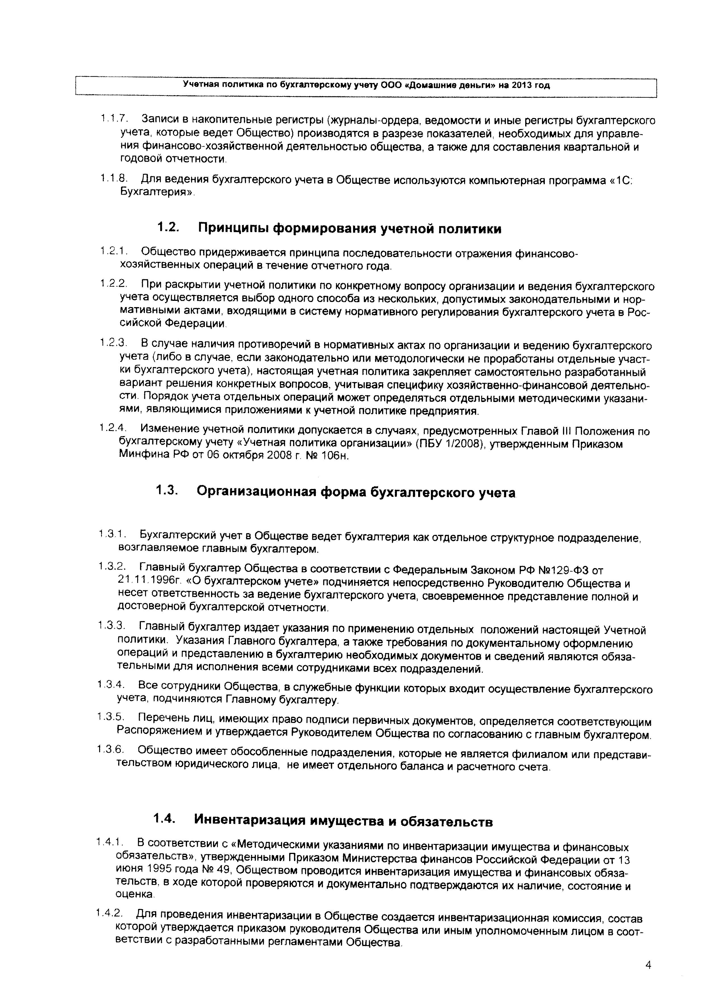 Учетная политика по бухгалтерскому учету ООО «Домашние деньги» на 2013 год
1.1.7. Записи в накопительные регистры (журналы-ордера, ведомости и иные регистры бухгалтерского
учета, которые ведет Общество) производятся в разрезе показателей, необходимых для управле-
ния финансово-хозяйственной деятельностью общества, а также для составления квартальной и
годовой отчетности.
1.1.8. Для ведения бухгалтерского учета в Обществе используются компьютерная программа «1С:
Бухгалтерия».
1.2. Принципы формирования учетной политики
1.2.1. Общество придерживается принципа последовательности отражения финансово-
хозяйственных операций в течение отчетного года.
1.2.2. При раскрытии учетной политики по конкретному вопросу организации и ведения бухгалтерского
учета осуществляется выбор одного способа из нескольких, допустимых законодательными и нор-
мативными актами, входящими в систему нормативного регулирования бухгалтерского учета в Рос-
сийской Федерации.
1.2.3. В случае наличия противоречий в нормативных актах по организации и ведению бухгалтерского
учета (либо в случае, если законодательно или методологически не проработаны отдельные участ-
ки бухгалтерского учета), настоящая учетная политика закрепляет самостоятельно разработанный
вариант решения конкретных вопросов, учитывая специфику хозяйственно-финансовой деятельно-
сти. Порядок учета отдельных операций может определяться отдельными методическими указани-
ями, являющимися приложениями к учетной политике предприятия.
1.2.4. Изменение учетной политики допускается в случаях, предусмотренных Главой III Положения по
бухгалтерскому учету «Учетная политика организации» (ПБУ 1/2008), утвержденным Приказом
Минфина РФ от 06 октября 2008 г. № 106н.
1.3. Организационная форма бухгалтерского учета
1.3.1. Бухгалтерский учет в Обществе ведет бухгалтерия как отдельное структурное подразделение,
возглавляемое главным бухгалтером.
1.3.2. Главный бухгалтер Общества в соответствии с Федеральным Законом РФ №129-ФЗ от
21.11.1996г. «О бухгалтерском учете» подчиняется непосредственно Руководителю Общества и
несет ответственность за ведение бухгалтерского учета, своевременное представление полной и
достоверной бухгалтерской отчетности.
1.3.3. Главный бухгалтер издает указания по применению отдельных положений настоящей Учетной
политики. Указания Главного бухгалтера, а также требования по документальному оформлению
операций и представлению в бухгалтерию необходимых документов и сведений являются обяза-
тельными для исполнения всеми сотрудниками всех подразделений.
1.3.4. Все сотрудники Общества, в служебные функции которых входит осуществление бухгалтерского
учета, подчиняются Главному бухгалтеру.
1.3.5. Перечень лиц, имеющих право подписи первичных документов, определяется соответствующим
Распоряжением и утверждается Руководителем Общества по согласованию с главным бухгалтером.
1.3.6. Общество имеет обособленные подразделения, которые не является филиалом или представи-
тельством юридического лица, не имеет отдельного баланса и расчетного счета.
1.4. Инвентаризация имущества и обязательств
1.4.1. В соответствии с «Методическими указаниями по инвентаризации имущества и финансовых
обязательств», утвержденными Приказом Министерства финансов Российской Федерации от 13
июня 1995 года № 49, Обществом проводится инвентаризация имущества и финансовых обяза-
тельств, в ходе которой проверяются и документально подтверждаются их наличие, состояние и
оценка.
1.4.2. Для проведения инвентаризации в Обществе создается инвентаризационная комиссия, состав
которой утверждается приказом руководителя Общества или иным уполномоченным лицом в соот-
ветствии с разработанными регламентами Общества.
4